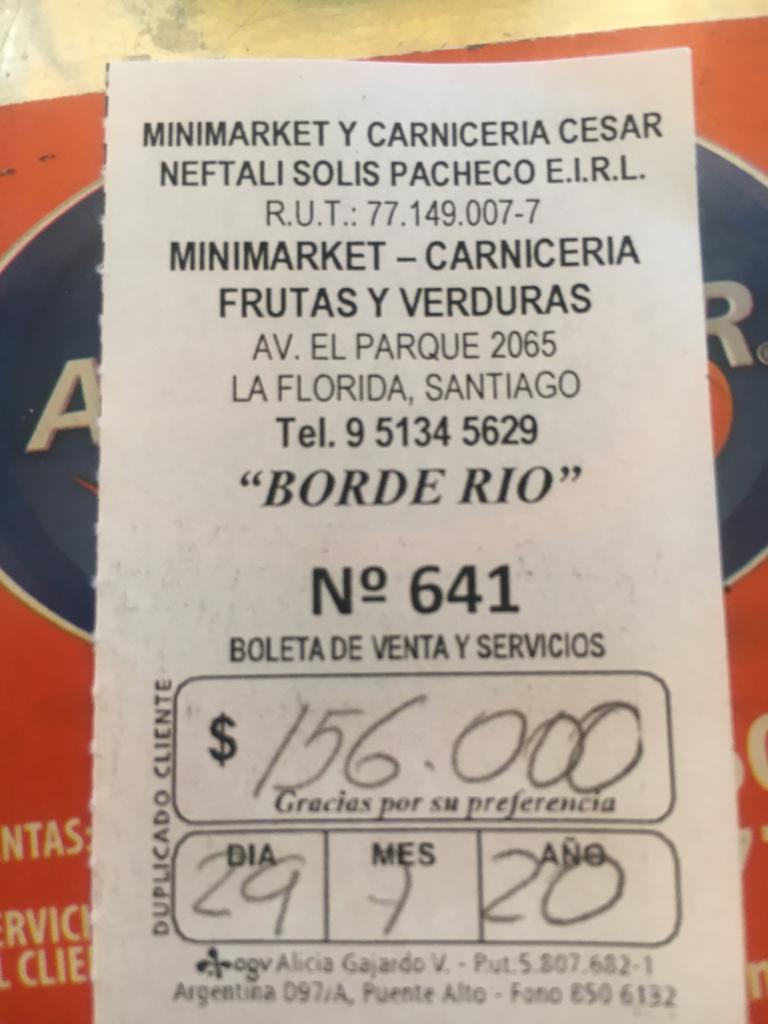 MINIMARKET Y CARNICERIA CESAR
NEFTALI SOLIS PACHECO E.I.R.L.
R.U.T.: 77.149.007-7
MINIMARKET – CARNICERIA
FRUTAS Y VERDURAS
AV. EL PARQUE 2065
LA FLORIDA, SANTIAGO
Tel. 9 5134 5629
“BORDE RIO”
Nº 641
BOLETA DE VENTA Y SERVICIOS
DUPLICADO CLIENTE
$ 156.000
Gracias por su preferencia
DIA MES AÑO
29 7 20
ogv Alicia Gajardo V. - Rut.5.807.682-1
Argentina 097/A, Puente Alto - Fono 850 6132